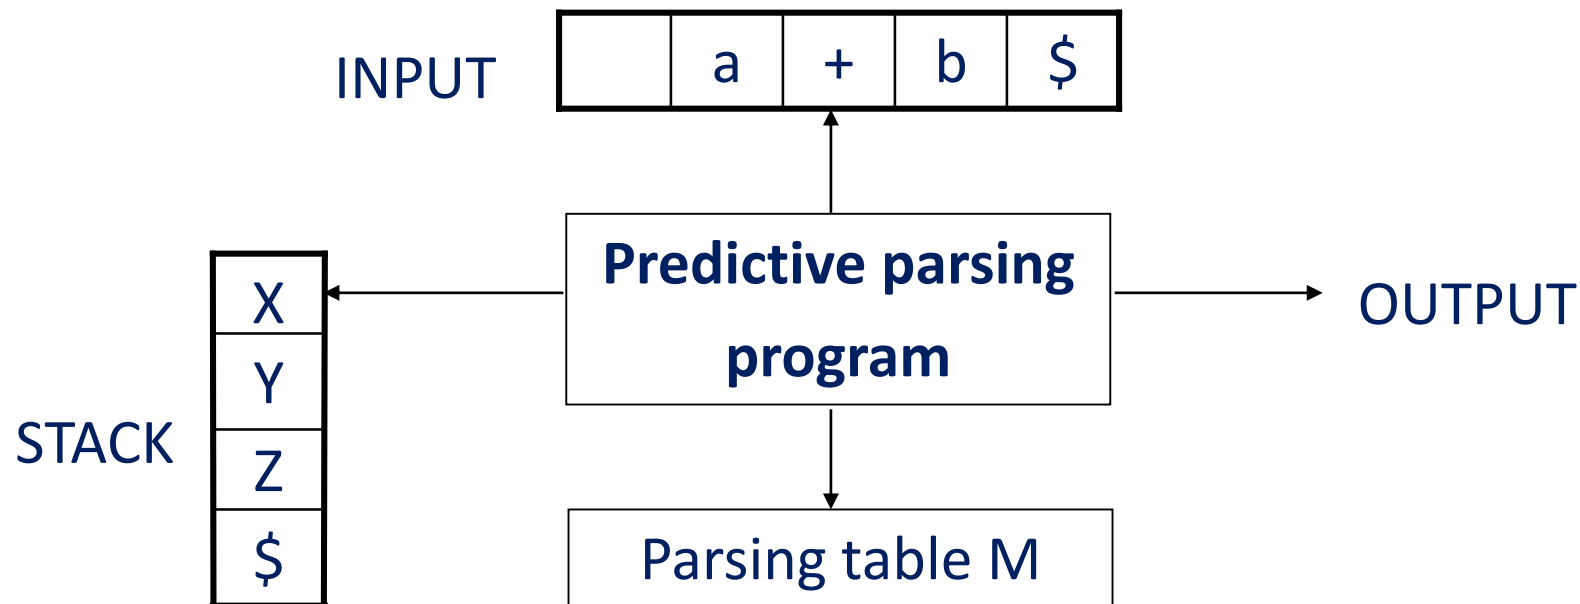 INPUT
a + b $
Predictive parsing
program
OUTPUT
STACK
X
Y
Z
$
Parsing table M